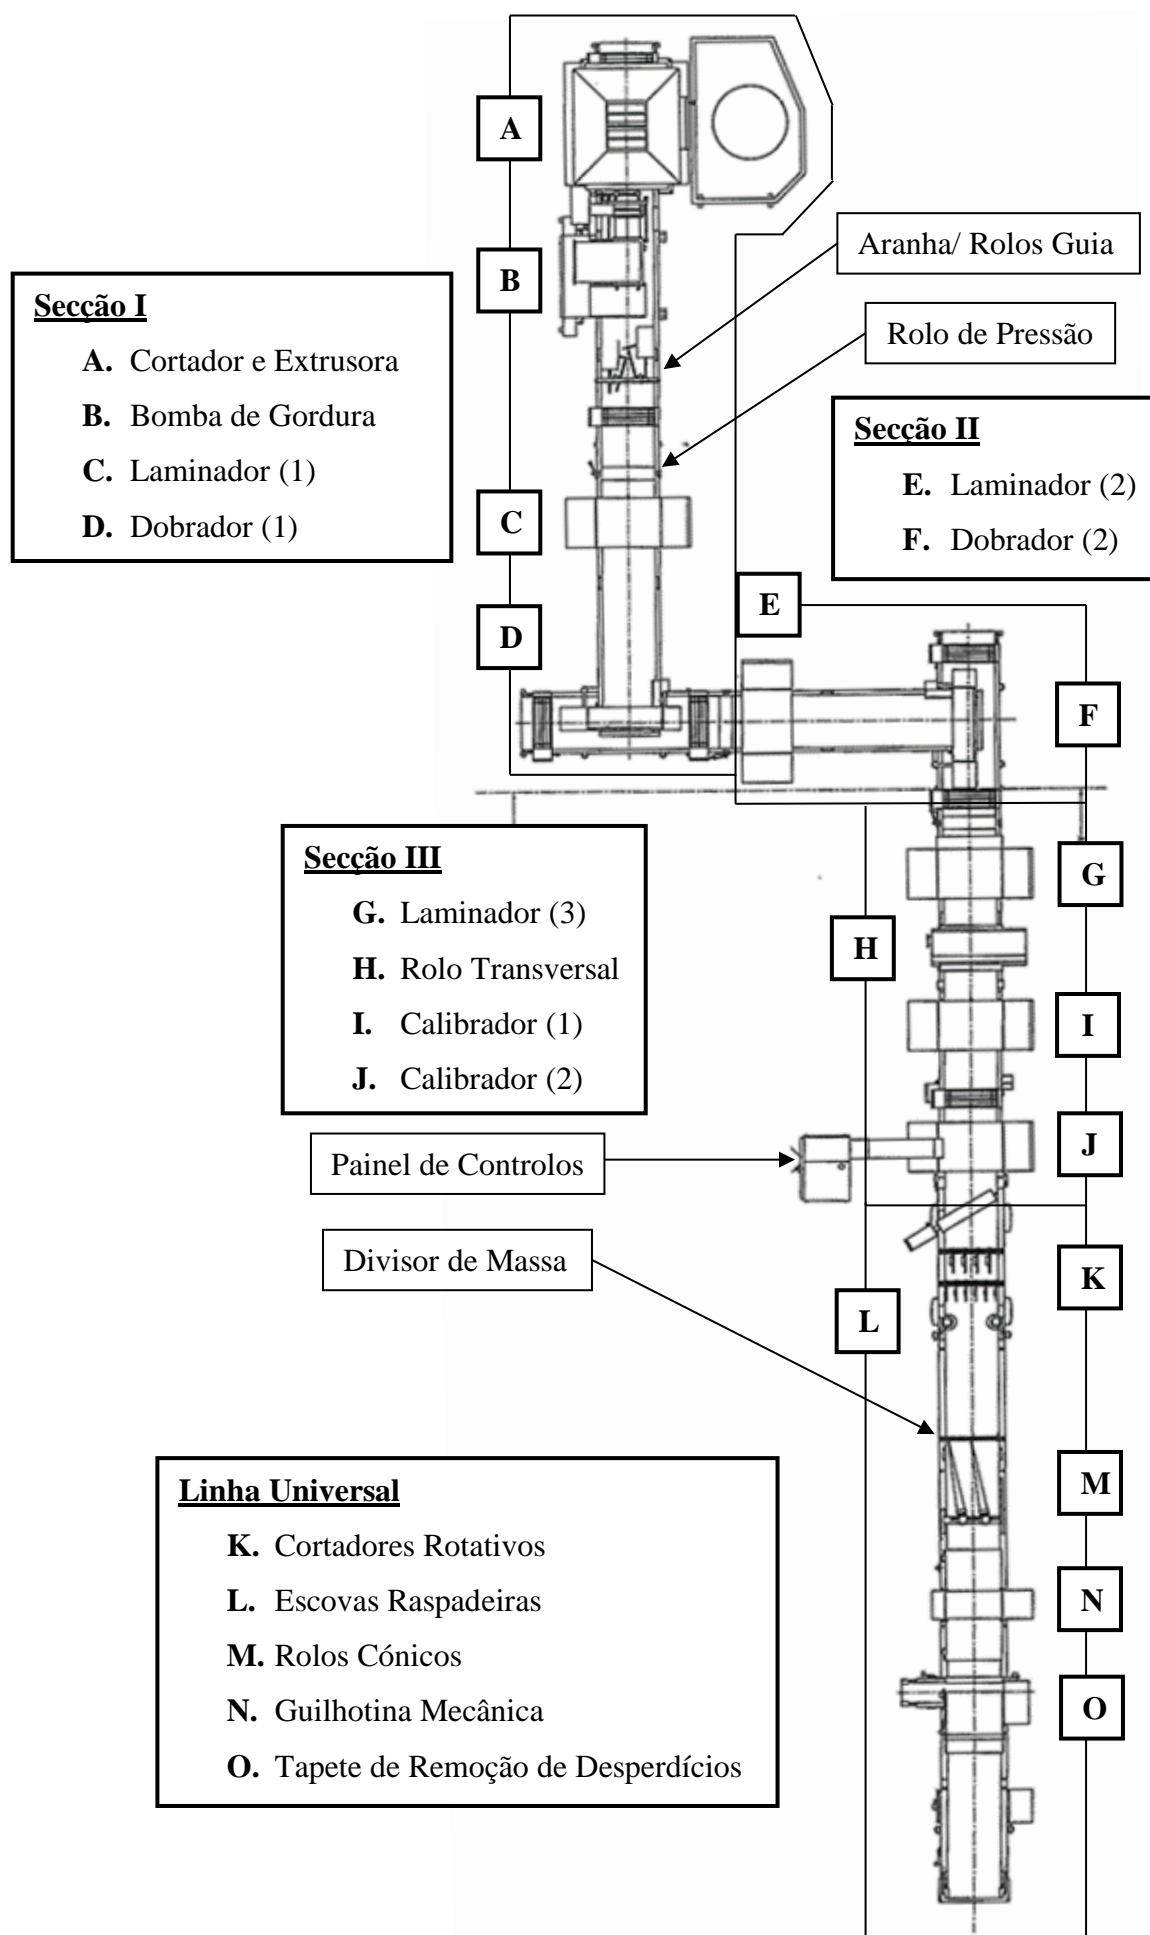 A
Aranha/ Rolos Guia
B
Secção I
A. Cortador e Extrusora
B. Bomba de Gordura
C. Laminador (1)
D. Dobrador (1)
Rolo de Pressão
Secção II
E. Laminador (2)
F. Dobrador (2)
C
D
E
F
Secção III
G. Laminador (3)
H. Rolo Transversal
I. Calibrador (1)
J. Calibrador (2)
G
H
I
J
Painel de Controlos
Divisor de Massa
K
L
Linha Universal
K. Cortadores Rotativos
L. Escovas Raspadeiras
M. Rolos Cónicos
N. Guilhotina Mecânica
O. Tapete de Remoção de Desperdícios
M
N
O